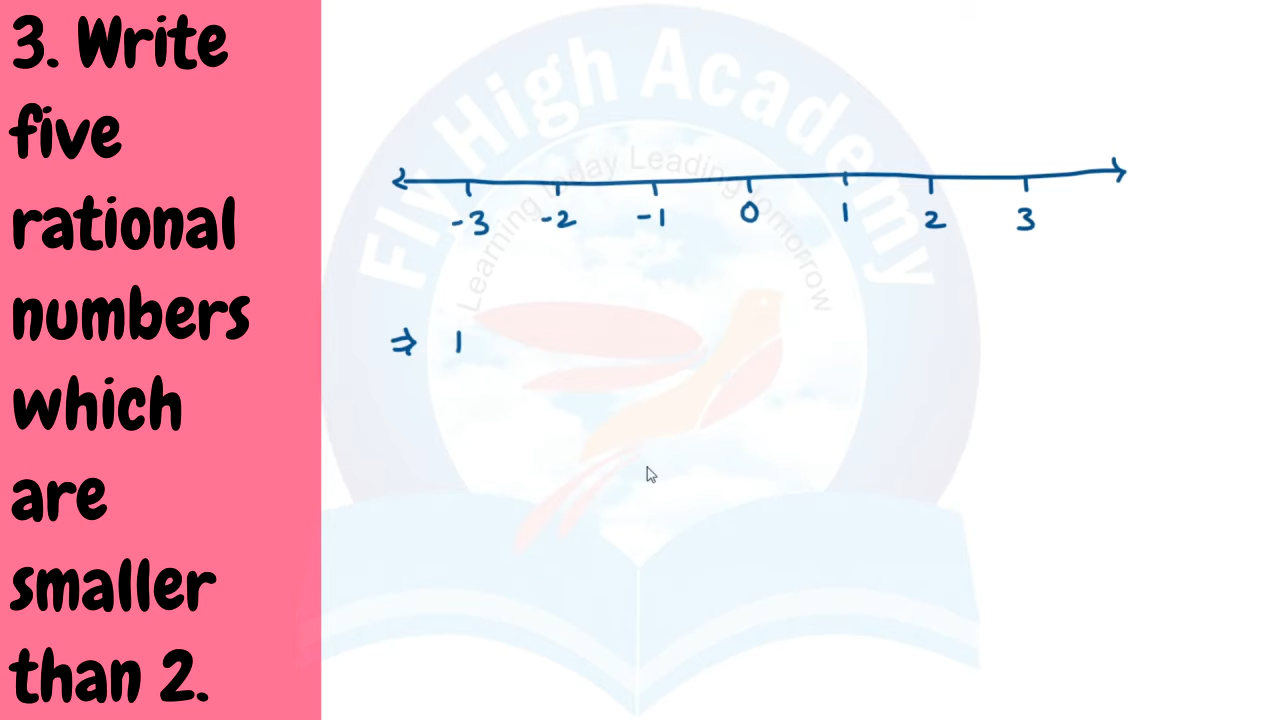 3. Write
five
rational
numbers
which
are
smaller
than 2.
Fly High Academy
Learning Today Leading Tomorrow
-3 -2 -1 0 1 2 3
⇒ 1